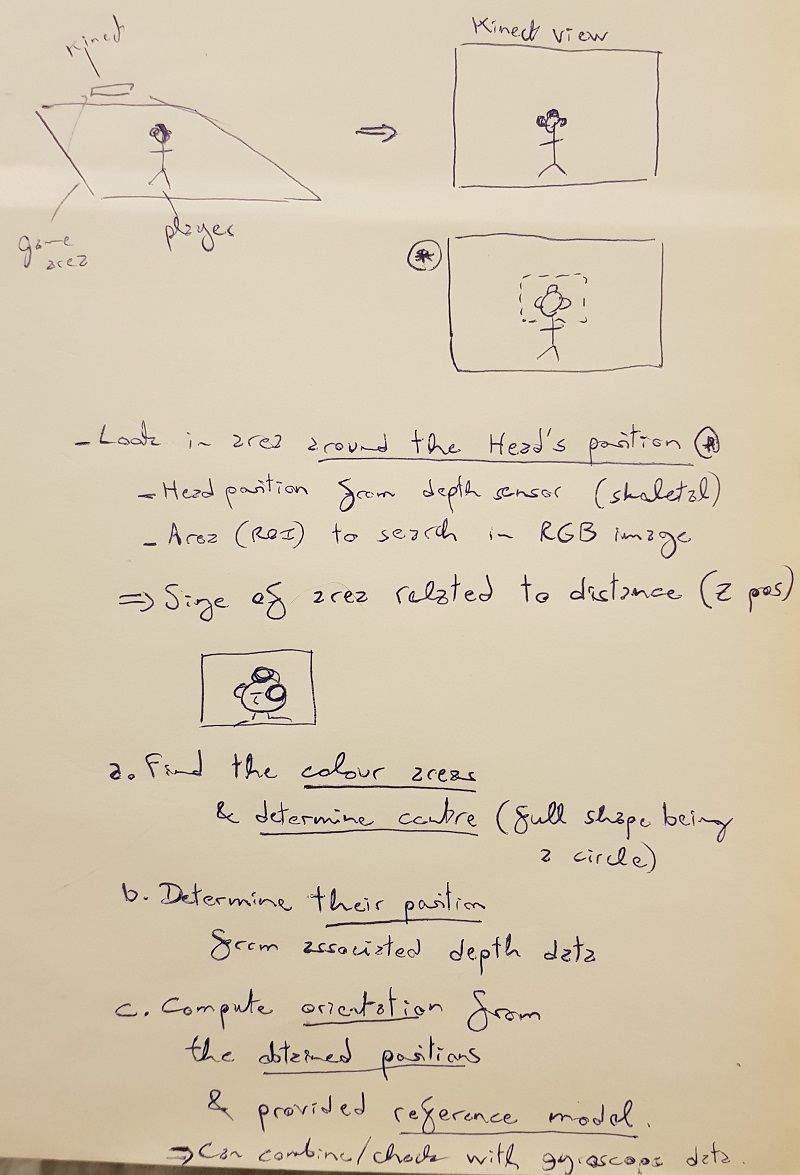 Kinect
Kinect view
⇒
game
area
players
*
- Look in area around the Head's position *
- Head position from depth sensor (skeletal)
- Area (ROI) to search in RGB image
⇒ Size of area related to distance (Z pos)
a. Find the colour areas
& determine centre (full shape being
a circle)
b. Determine their position
from associated depth data
c. Compute orientation from
the obtained positions
& provided reference model.
⇒ Can combine/check with gyroscope data.